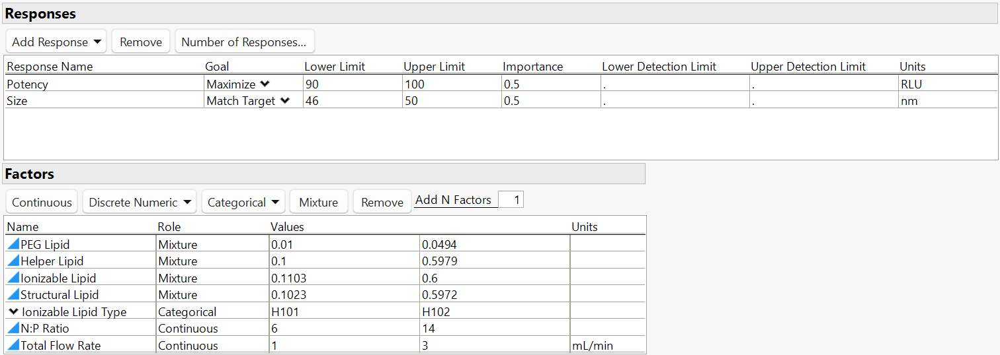 Responses
Add Response Remove Number of Responses...
Response Name Goal Lower Limit Upper Limit Importance Lower Detection Limit Upper Detection Limit Units
Potency Maximize 90 100 0.5 . . RLU
Size Match Target 46 50 0.5 . . nm
Factors
Continuous Discrete Numeric Categorical Mixture Remove Add N Factors 1
Name Role Values Units
PEG Lipid Mixture 0.01 0.0494
Helper Lipid Mixture 0.1 0.5979
Ionizable Lipid Mixture 0.1103 0.6
Structural Lipid Mixture 0.1023 0.5972
Ionizable Lipid Type Categorical H101 H102
N:P Ratio Continuous 6 14
Total Flow Rate Continuous 1 3 mL/min